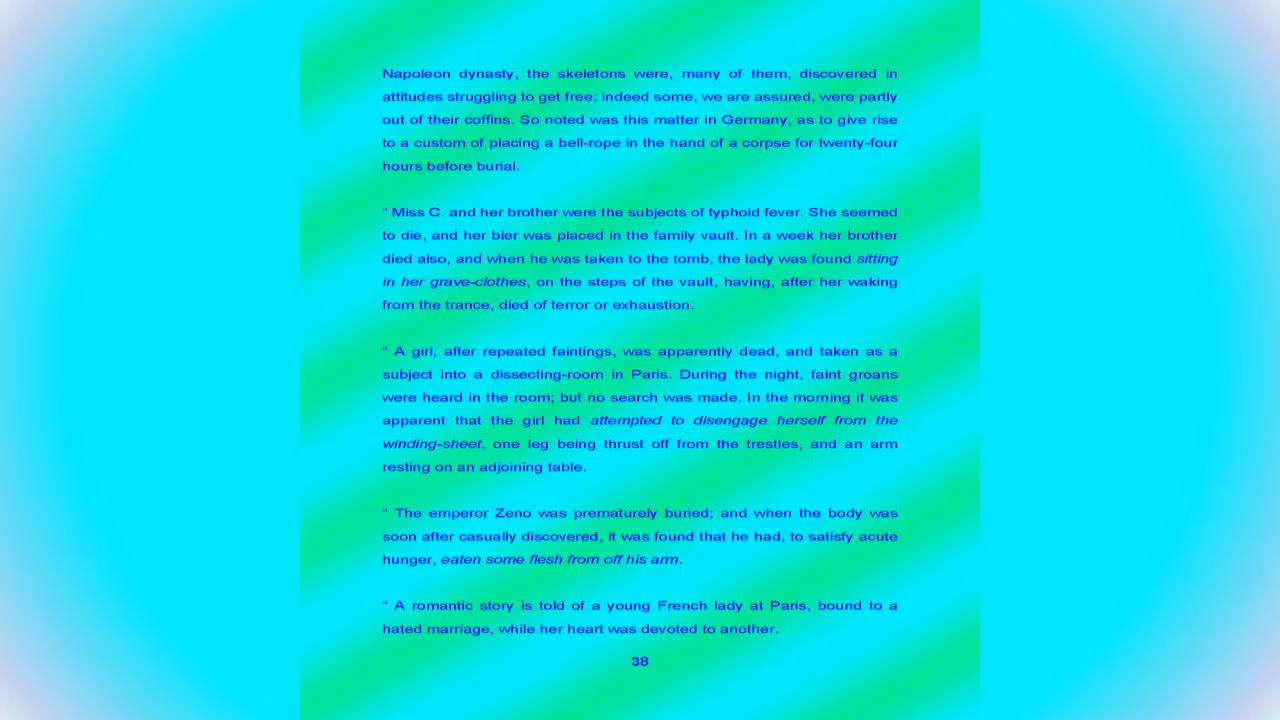 Napoleon dynasty, the skeletons were, many of them, discovered in
attitudes struggling to get free; indeed some, we are assured, were partly
out of their coffins. So noted was this matter in Germany, as to give rise
to a custom of placing a bell-rope in the hand of a corpse for twenty-four
hours before burial.
“ Miss C. and her brother were the subjects of typhoid fever. She seemed
to die, and her bier was placed in the family vault. In a week her brother
died also, and when he was taken to the tomb, the lady was found sitting
in her grave-clothes, on the steps of the vault, having, after her waking
from the trance, died of terror or exhaustion.
“ A girl, after repeated faintings, was apparently dead, and taken as a
subject into a dissecting-room in Paris. During the night, faint groans
were heard in the room; but no search was made. In the morning it was
apparent that the girl had attempted to disengage herself from the
winding-sheet, one leg being thrust off from the trestles, and an arm
resting on an adjoining table.
“ The emperor Zeno was prematurely buried; and when the body was
soon after casually discovered, it was found that he had, to satisfy acute
hunger, eaten some flesh from off his arm.
“ A romantic story is told of a young French lady at Paris, bound to a
hated marriage, while her heart was devoted to another.
38